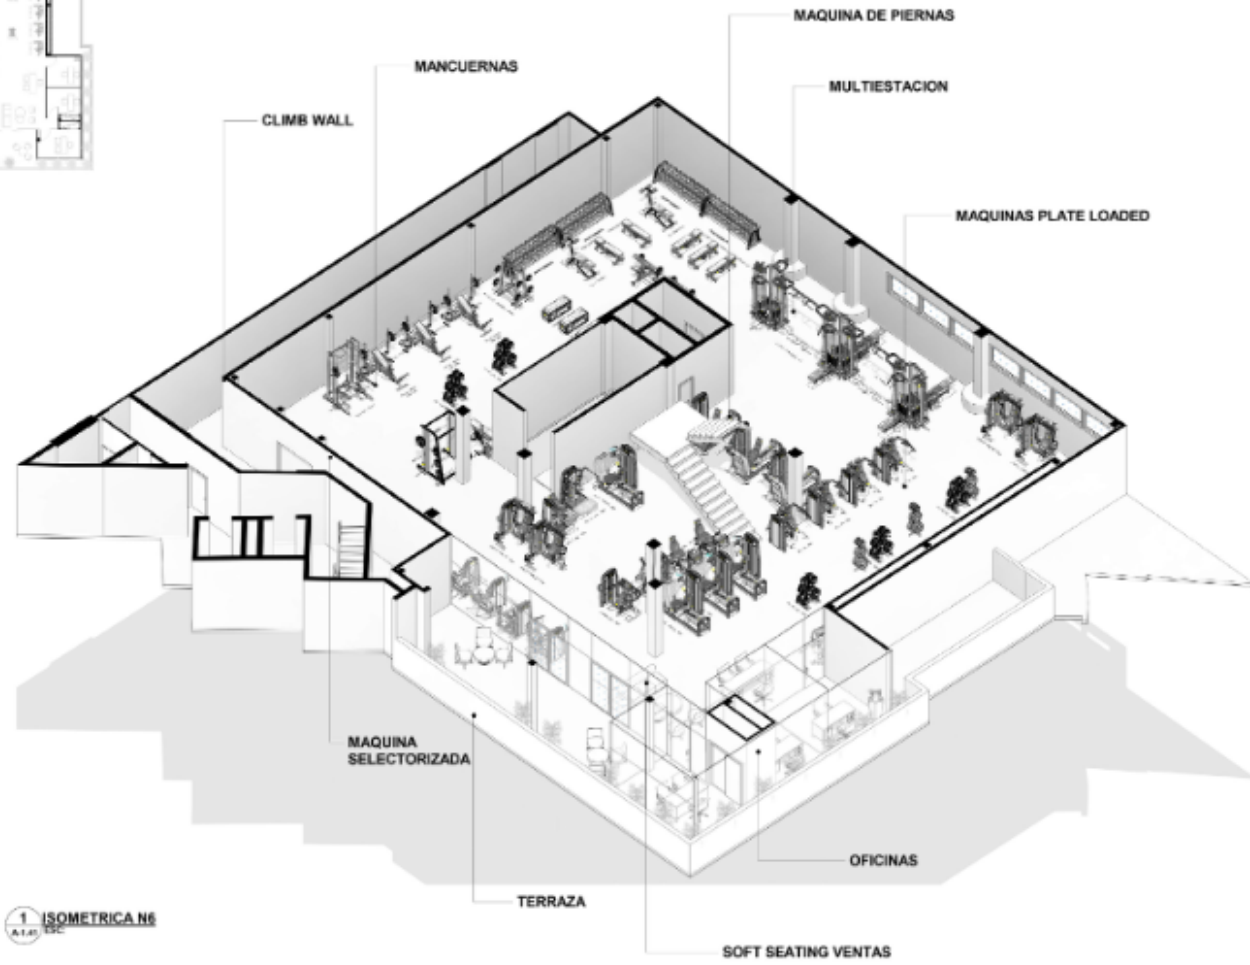 MAQUINA DE PIERNAS
MANCUERNAS
MULTIESTACION
CLIMB WALL
MAQUINAS PLATE LOADED
MAQUINA
SELECTORIZADA
OFICINAS
TERRAZA
1 ISOMETRICA N6
A-1.41 ESC:
SOFT SEATING VENTAS